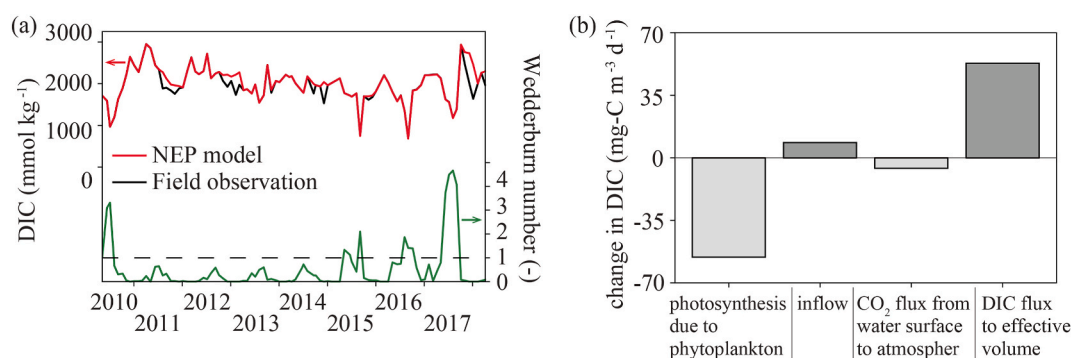 (a)
3000
2000
1000
0
DIC (mmol kg⁻¹)
NEP model
Field observation
4
3
2
1
0
Wedderburn number (-)
2010
2011
2012
2013
2014
2015
2016
2017
(b)
70
35
0
-35
-70
change in DIC (mg-C m⁻³ d⁻¹)
photosynthesis
due to
phytoplankton
inflow
CO₂ flux from
water surface
to atmospher
DIC flux
to effective
volume